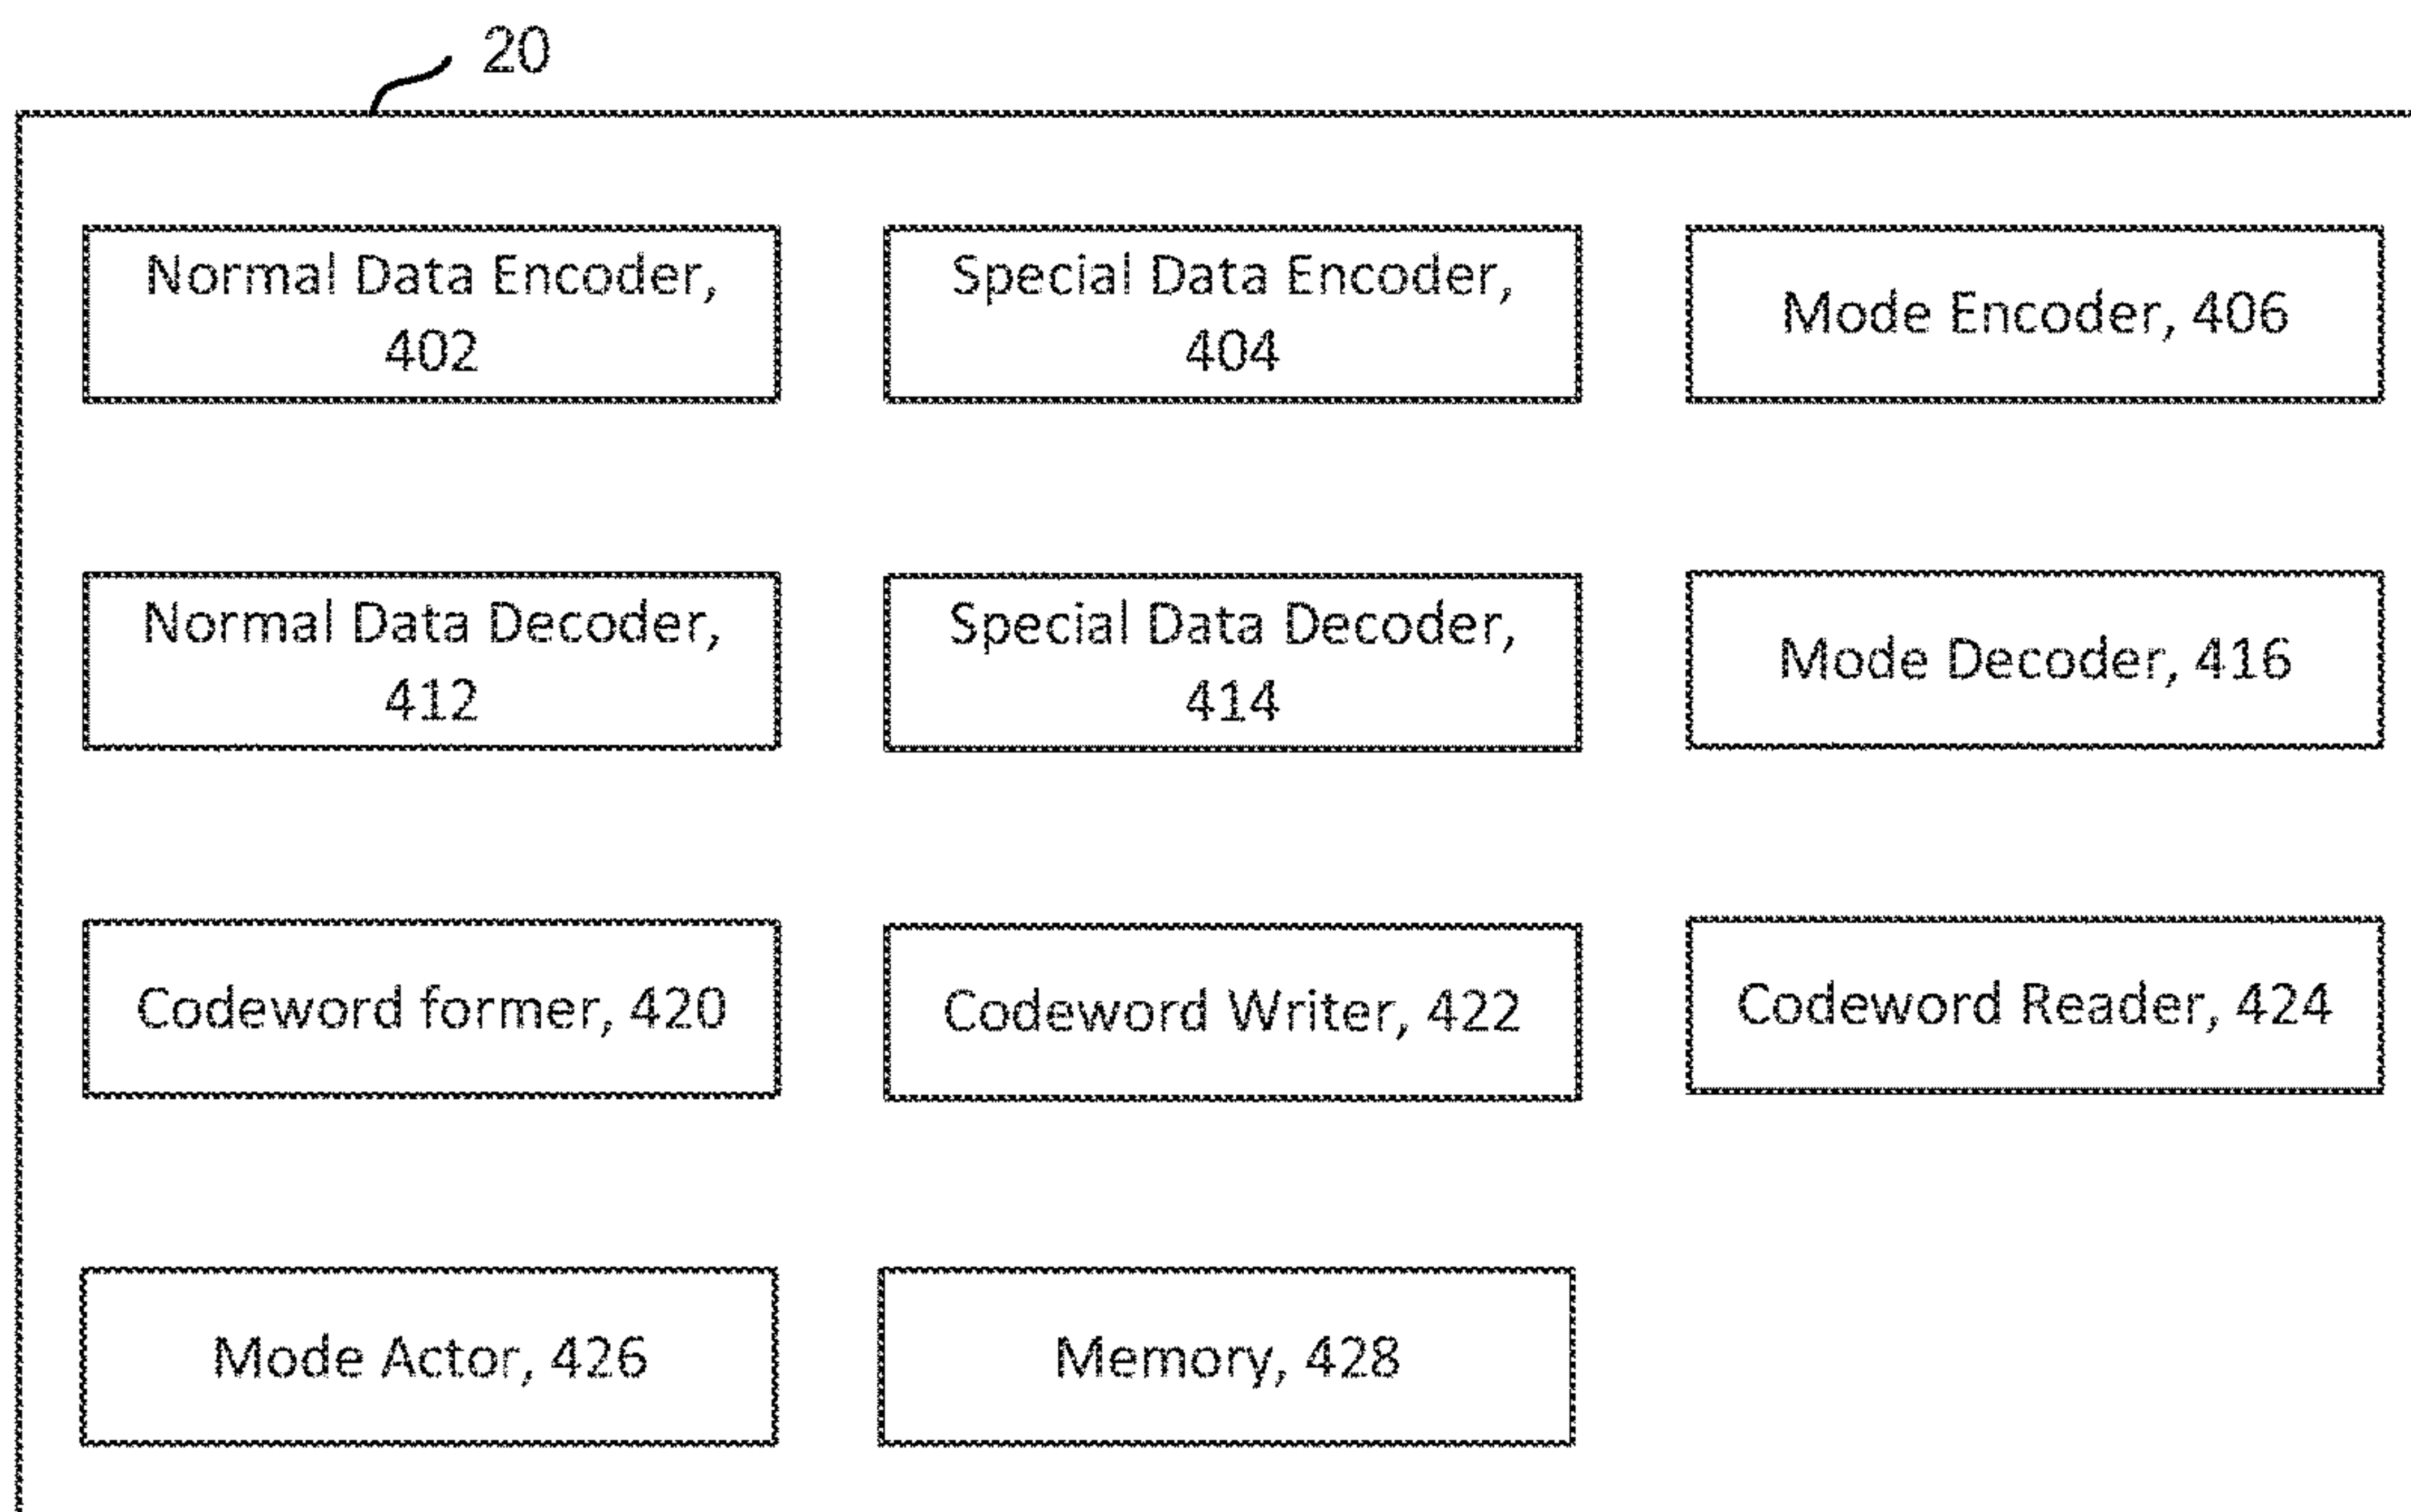 20
Normal Data Encoder,
402
Special Data Encoder,
404
Mode Encoder, 406
Normal Data Decoder,
412
Special Data Decoder,
414
Mode Decoder, 416
Codeword former, 420
Codeword Writer, 422
Codeword Reader, 424
Mode Actor, 426
Memory, 428